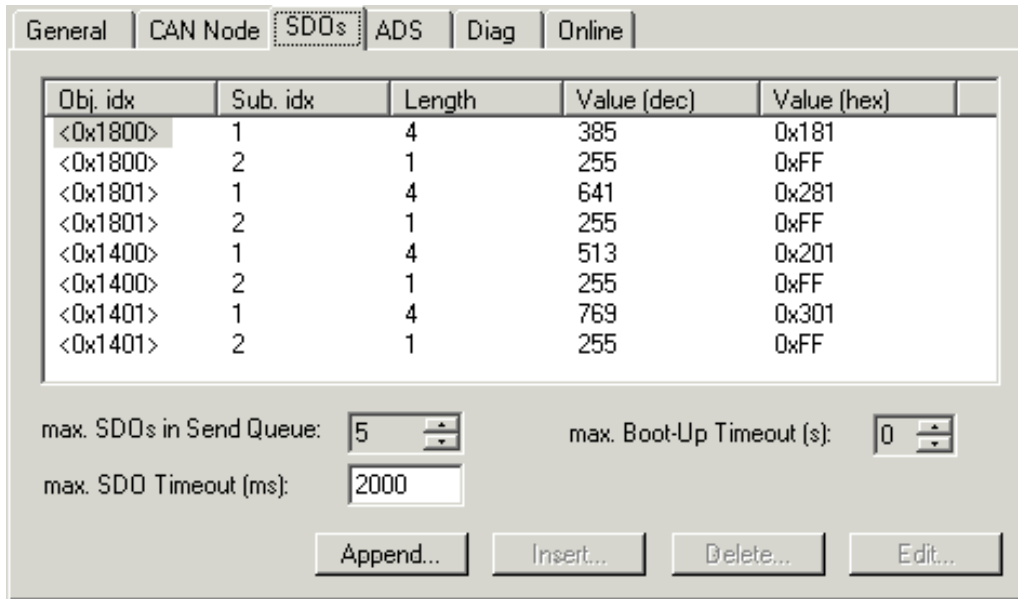 General CAN Node SDOs ADS Diag Online
Obj. idx Sub. idx Length Value (dec) Value (hex)
<0x1800> 1 4 385 0x181
<0x1800> 2 1 255 0xFF
<0x1801> 1 4 641 0x281
<0x1801> 2 1 255 0xFF
<0x1400> 1 4 513 0x201
<0x1400> 2 1 255 0xFF
<0x1401> 1 4 769 0x301
<0x1401> 2 1 255 0xFF
max. SDOs in Send Queue: 5 max. Boot-Up Timeout (s): 0
max. SDO Timeout (ms): 2000
Append... Insert... Delete... Edit...